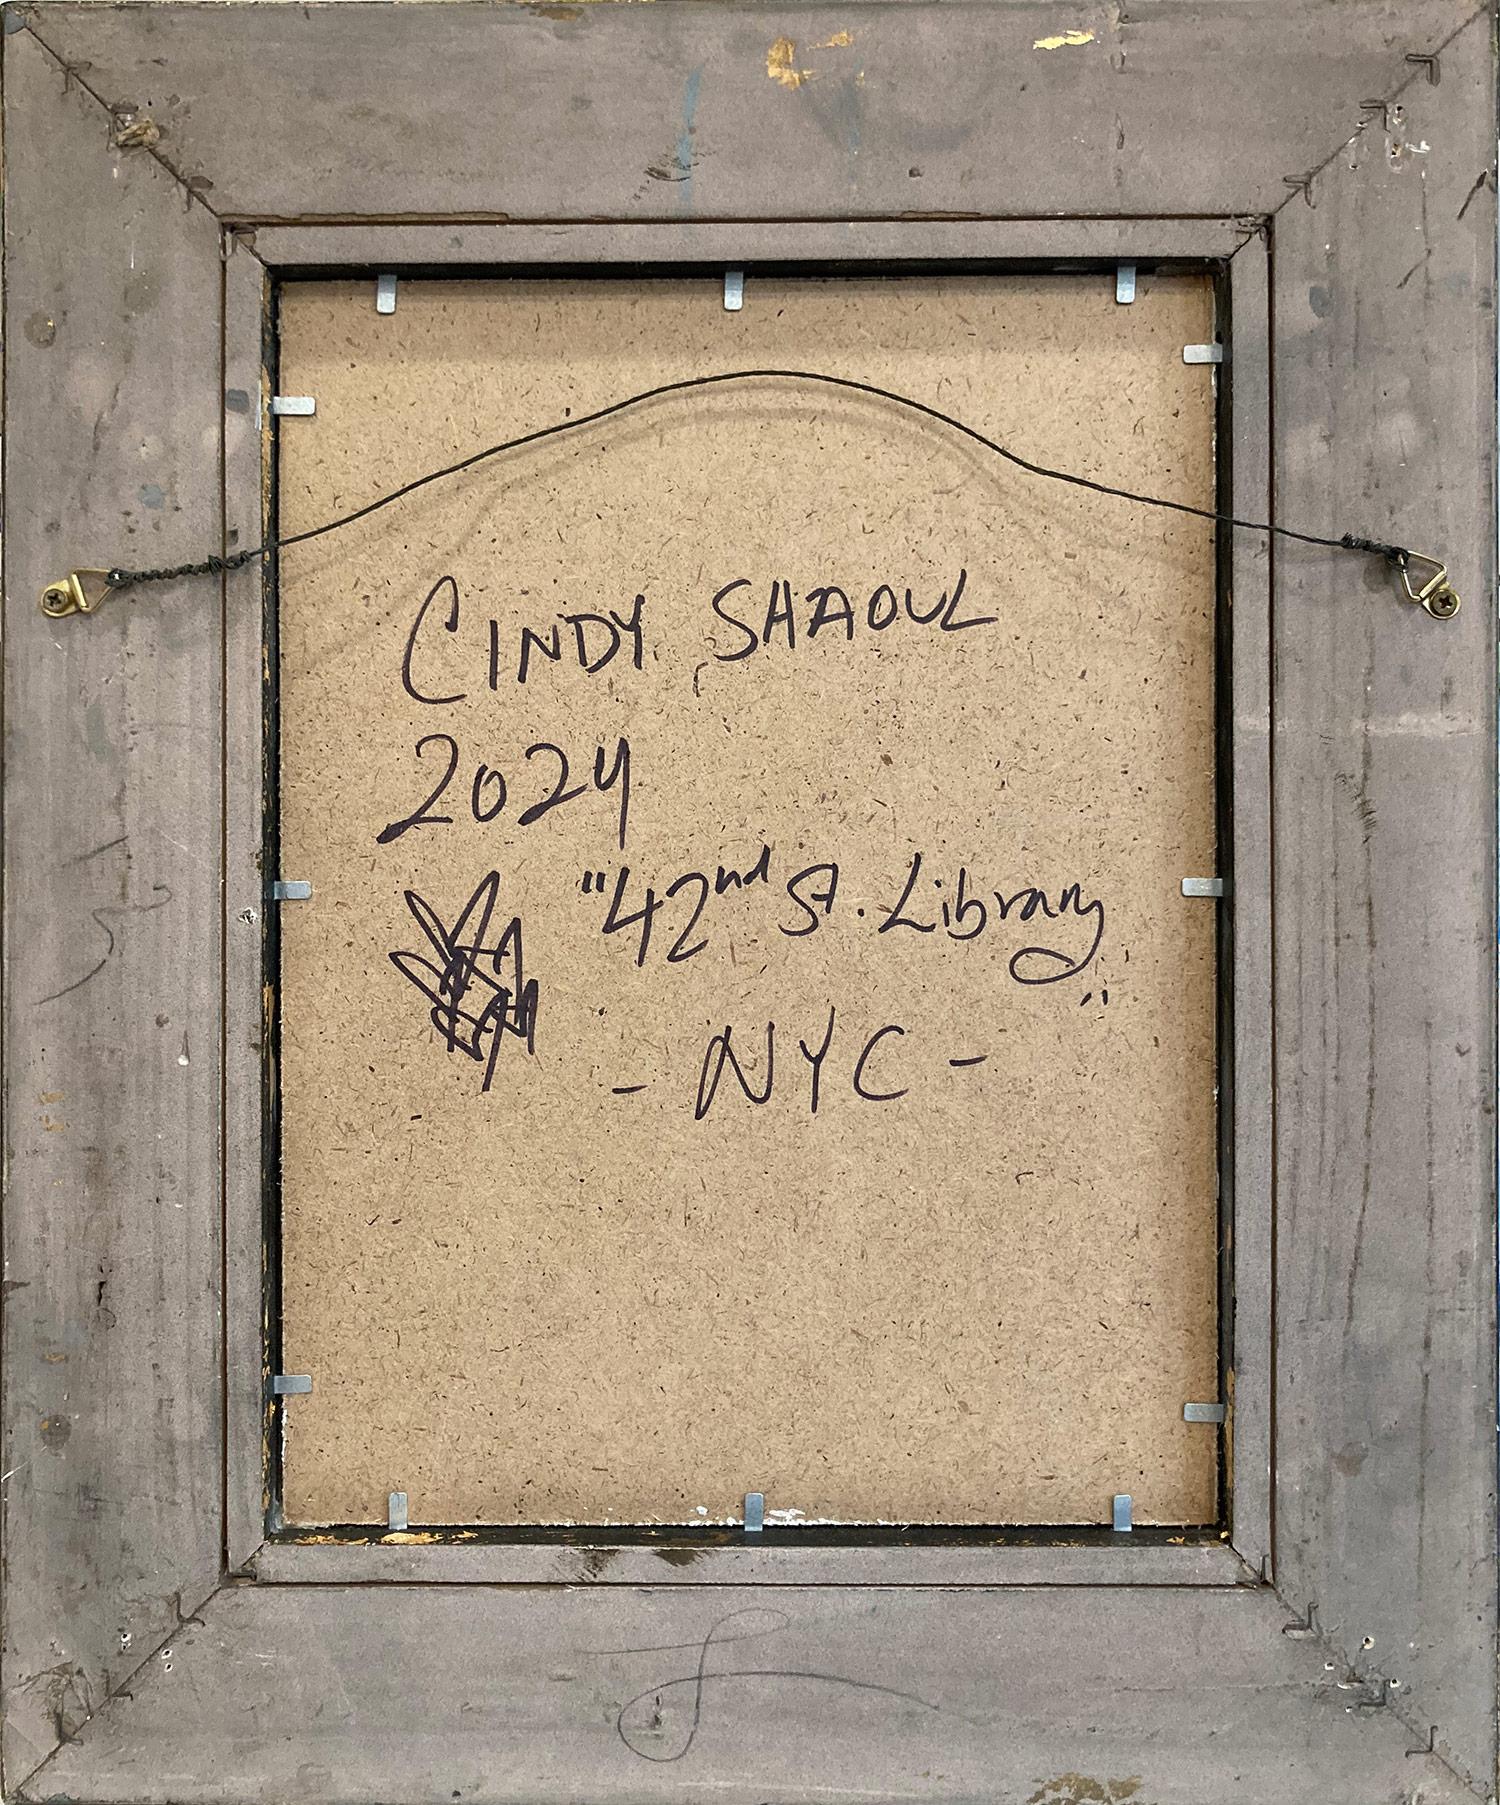 CINDY SHAOUL
2024
"42nd St. Library"
- NYC -